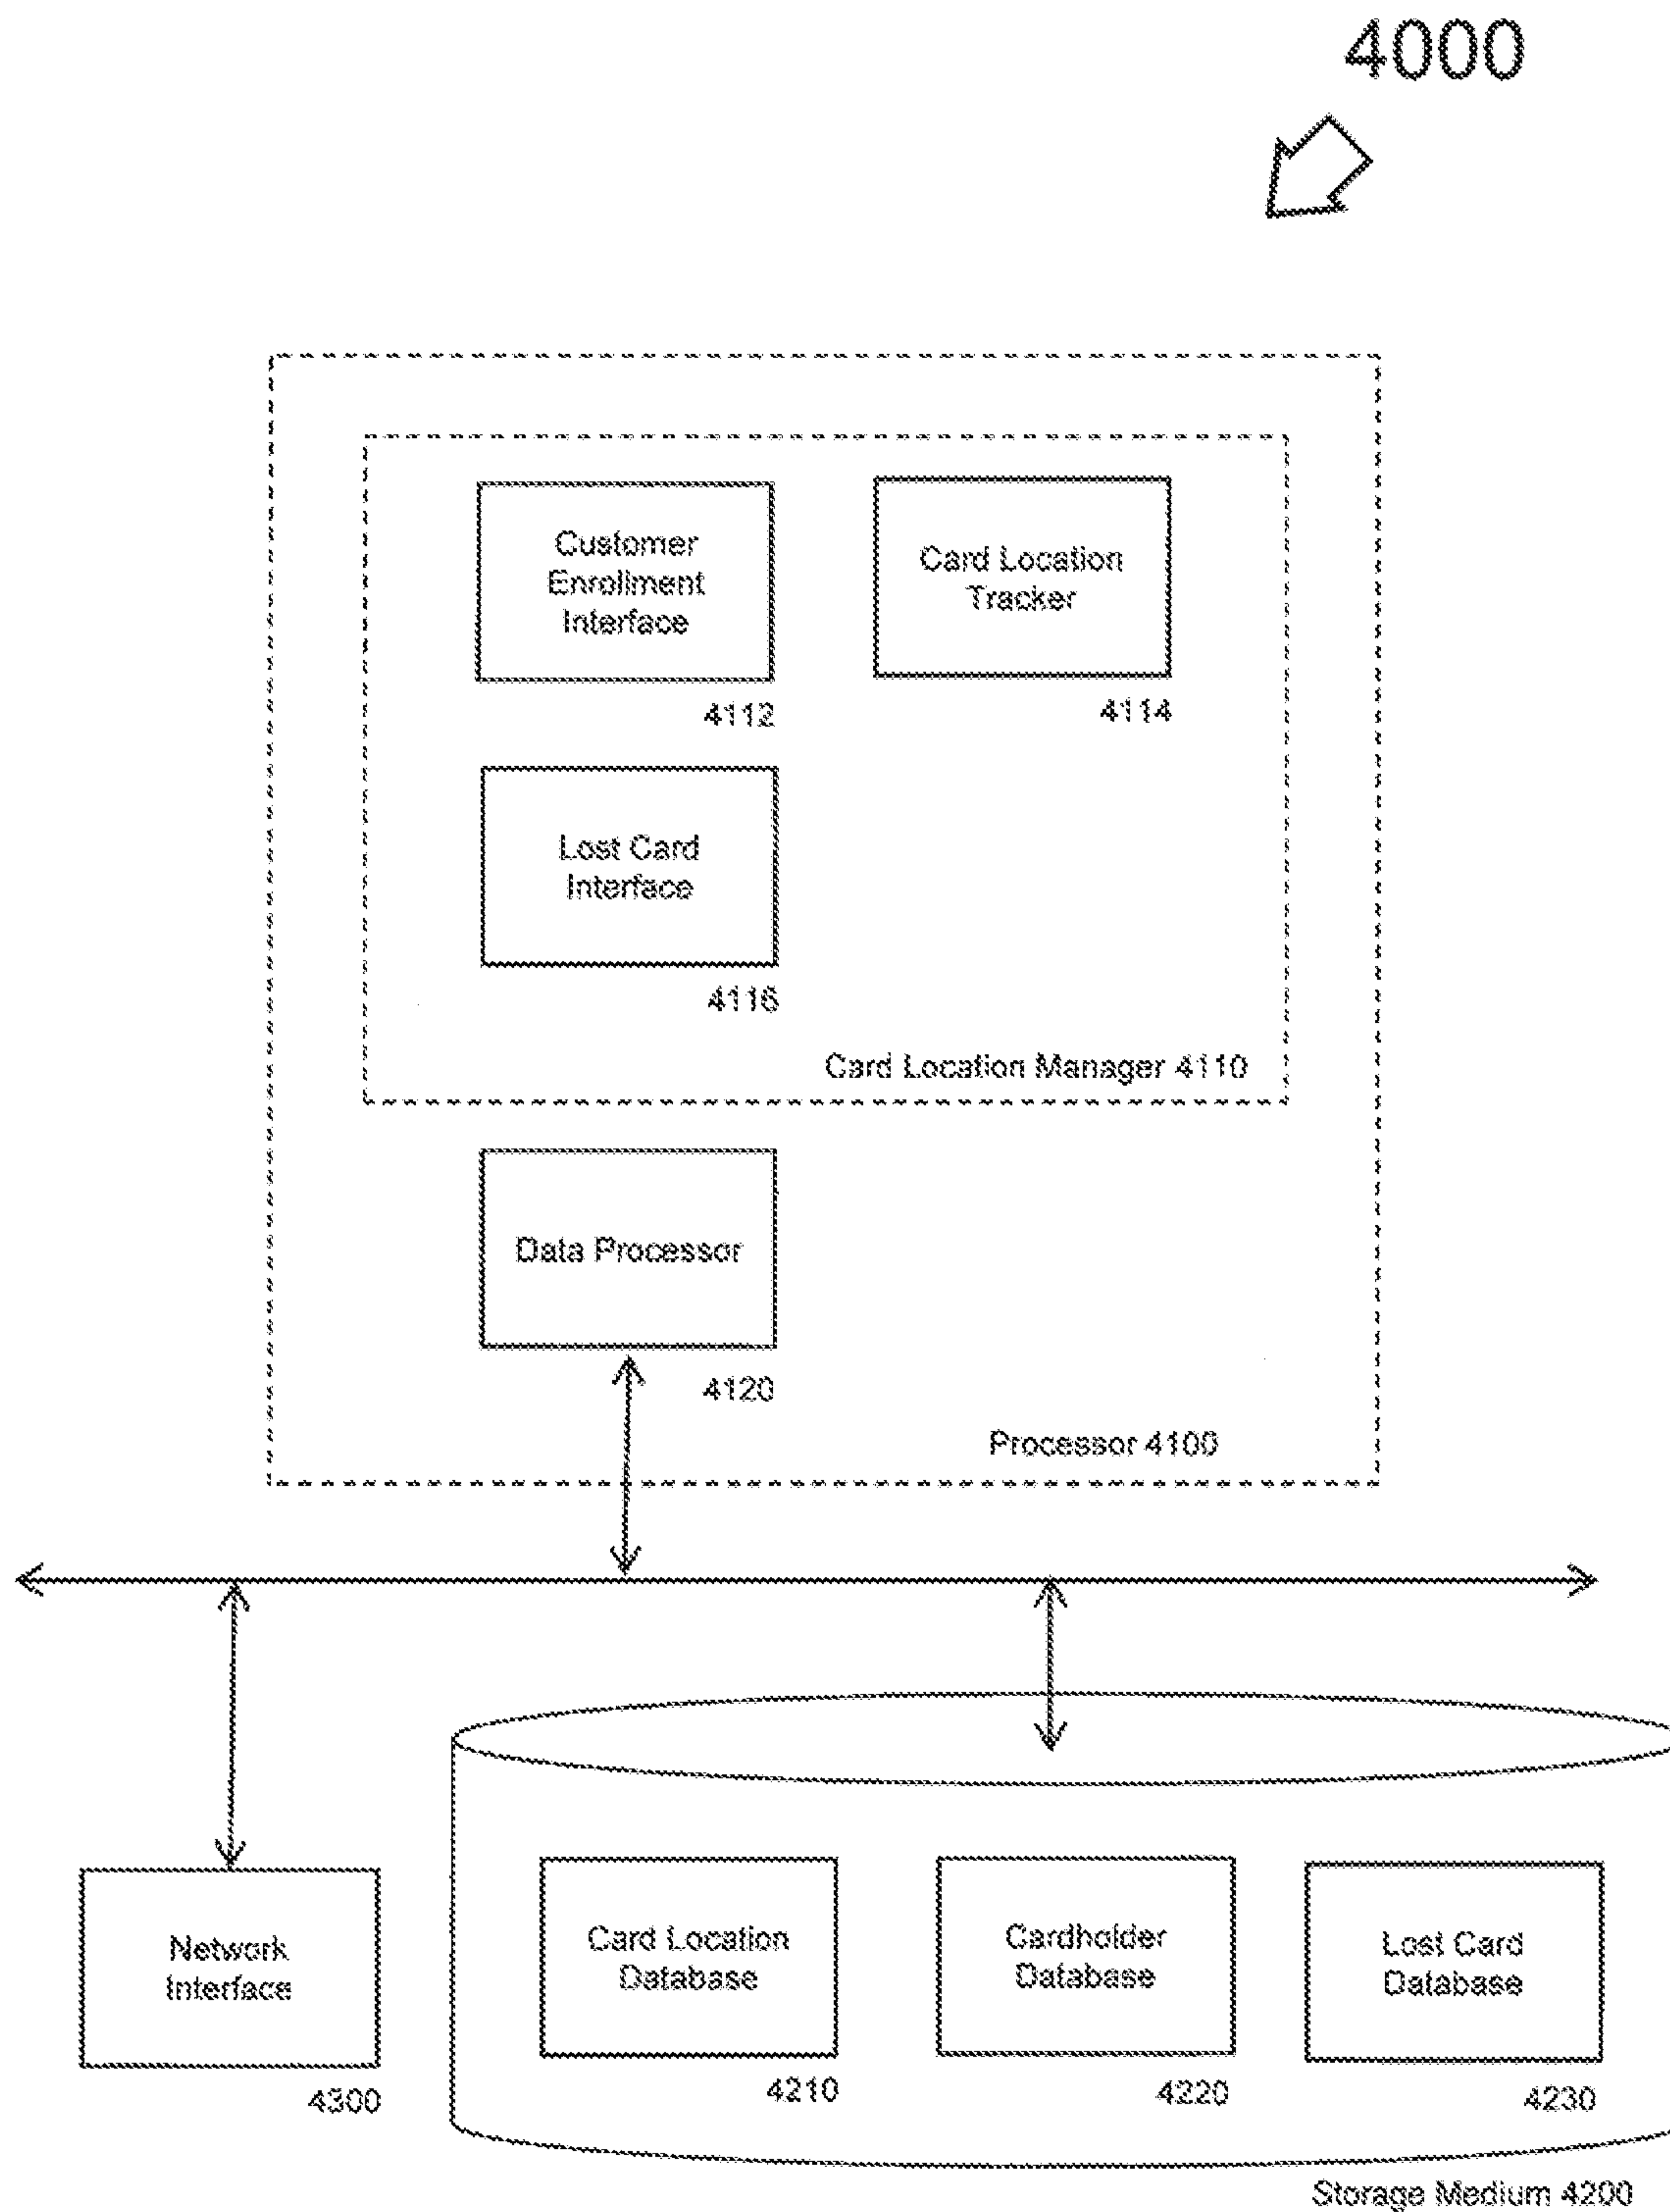 4000
Customer
Enrollment
Interface
4112
Card Location
Tracker
4114
Lost Card
Interface
4116
Card Location Manager 4110
Data Processor
4120
Processor 4100
Network
Interface
4300
Card Location
Database
4210
Cardholder
Database
4220
Lost Card
Database
4230
Storage Medium 4200